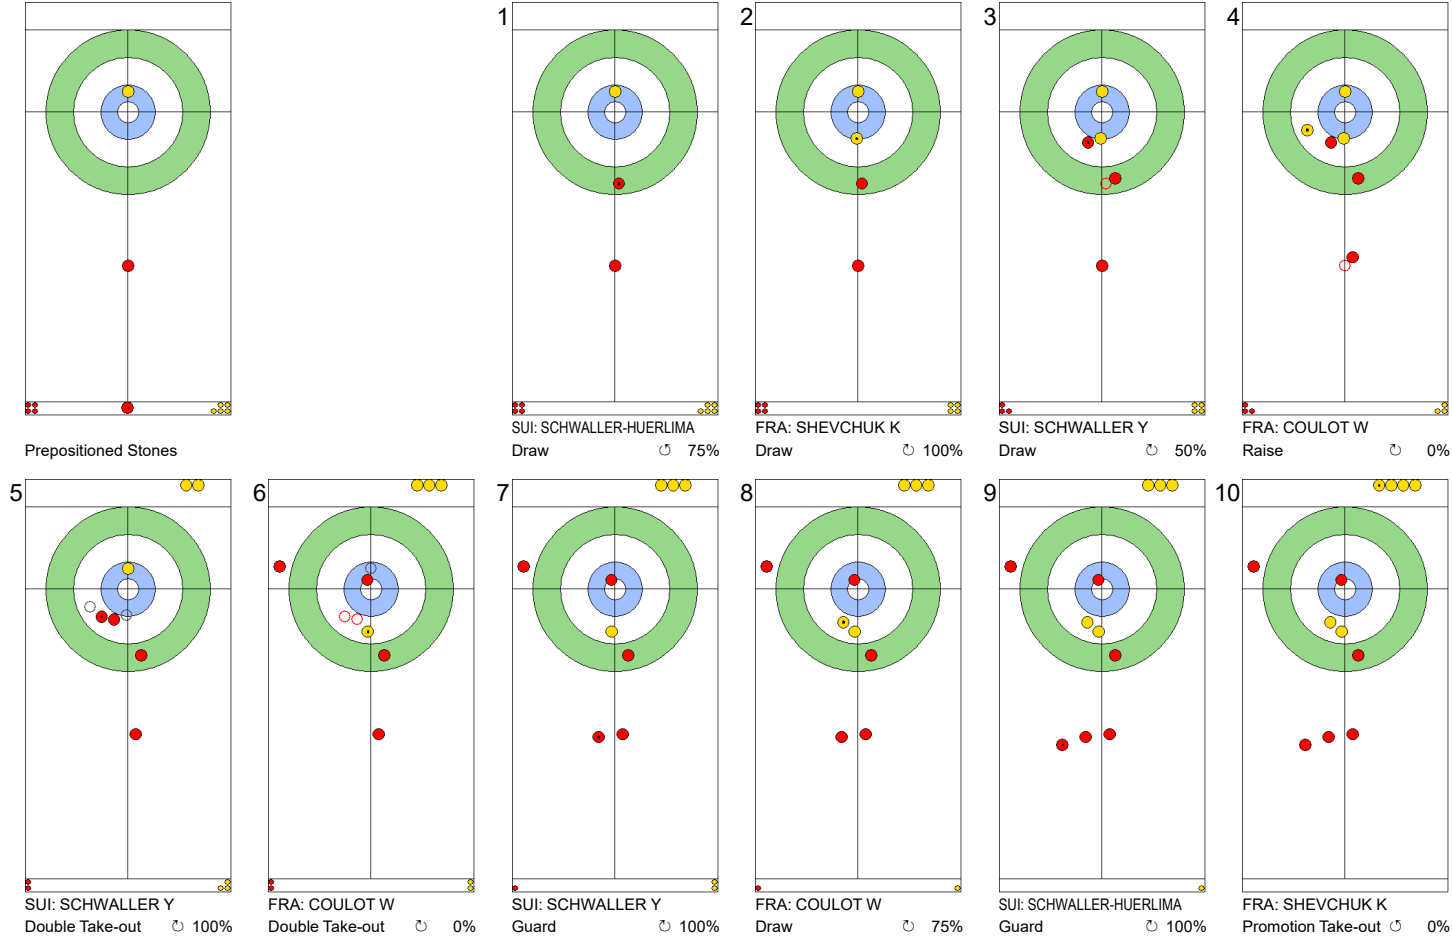 Prepositioned Stones
1
SUI: SCHWALLER-HUERLIMA
Draw 75%
2
FRA: SHEVCHUK K
Draw 100%
3
SUI: SCHWALLER Y
Draw 50%
4
FRA: COULOT W
Raise 0%
5
SUI: SCHWALLER Y
Double Take-out 100%
6
FRA: COULOT W
Double Take-out 0%
7
SUI: SCHWALLER Y
Guard 100%
8
FRA: COULOT W
Draw 75%
9
SUI: SCHWALLER-HUERLIMA
Guard 100%
10
FRA: SHEVCHUK K
Promotion Take-out 0%